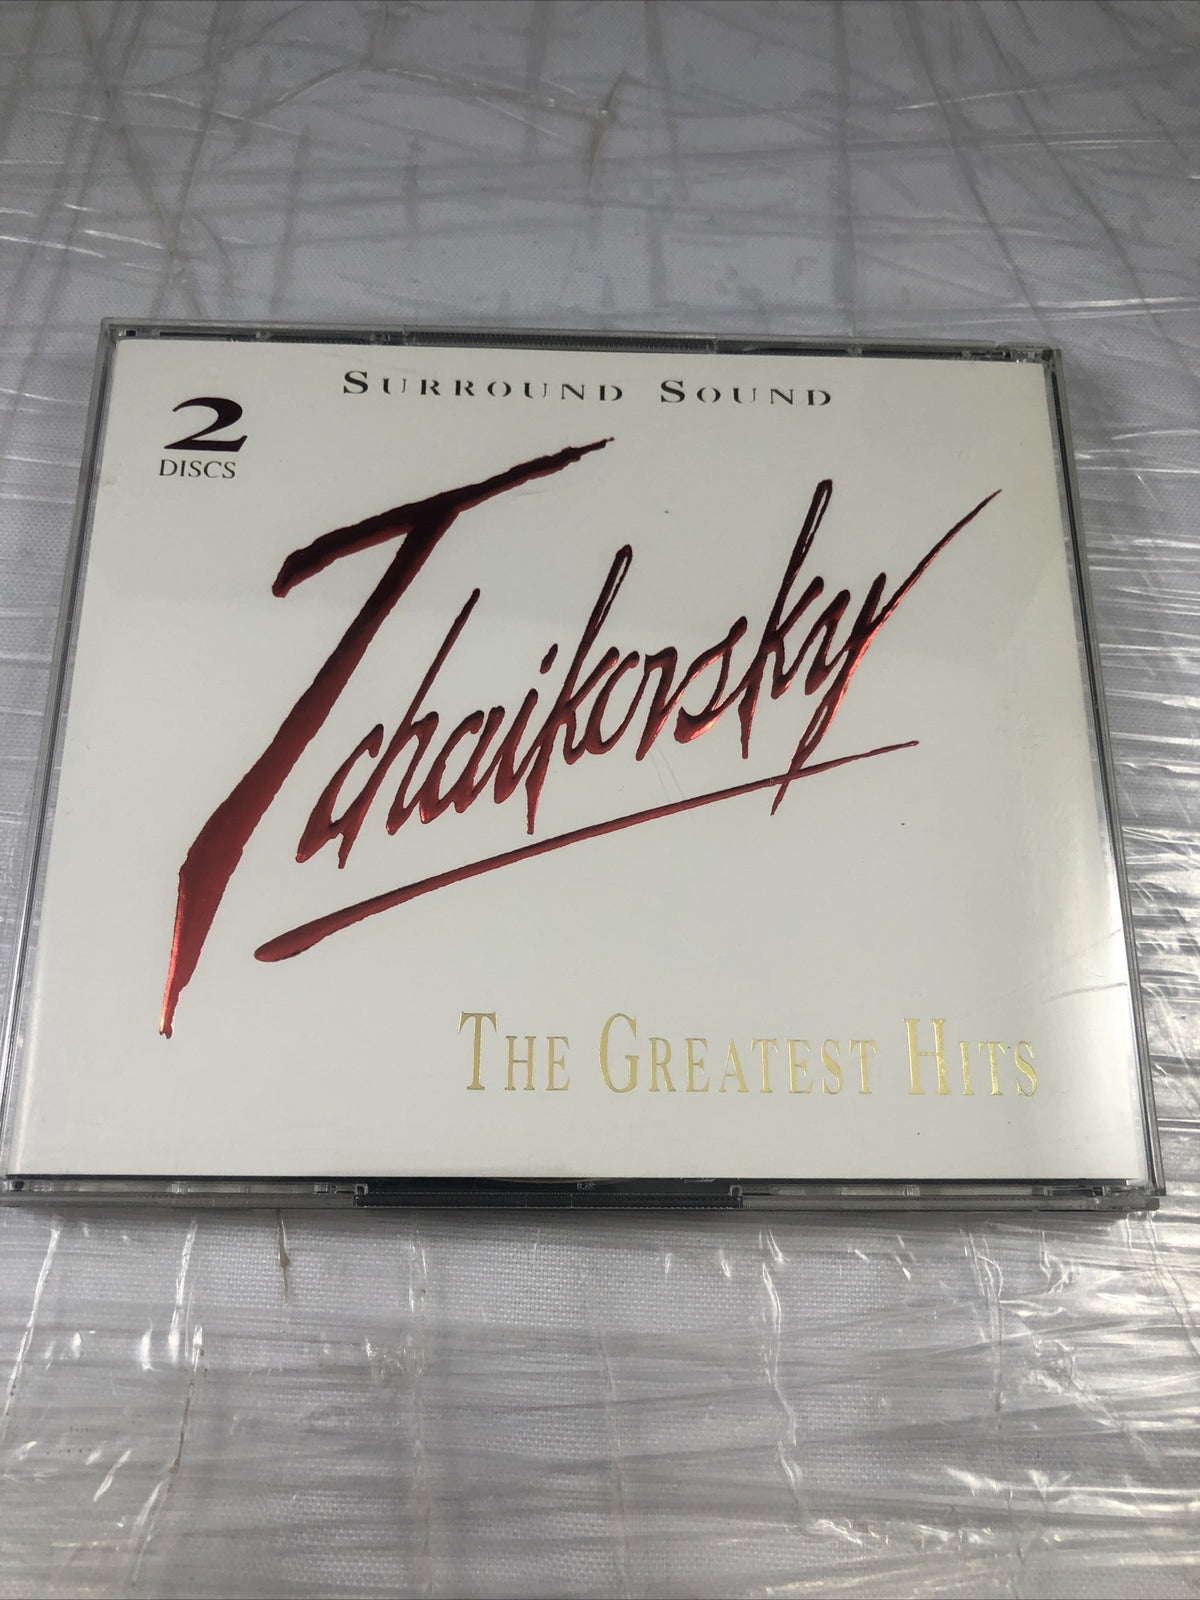 SURROUND SOUND
2
DISCS
Tchaikovsky
THE GREATEST HITS